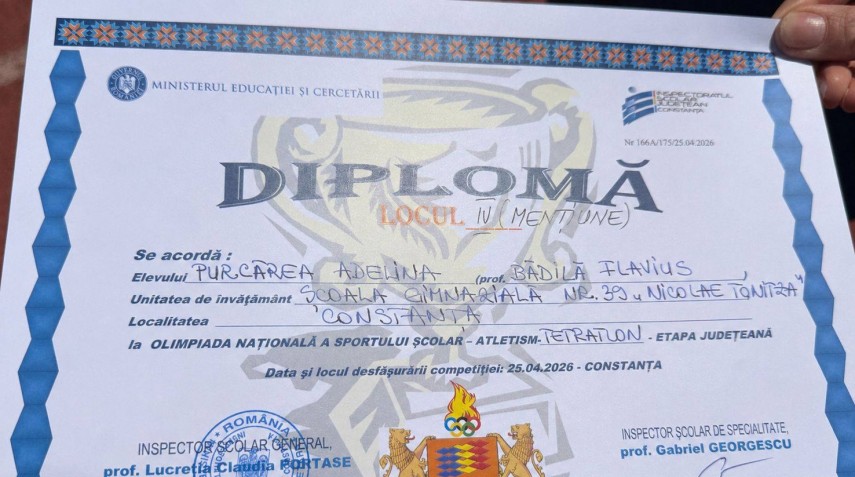 GUVERNUL ROMÂNIEI
MINISTERUL EDUCAȚIEI ȘI CERCETĂRII
INSPECTORATUL
ȘCOLAR
JUDEȚEAN
CONSTANȚA
Nr 166A/175/25.04.2026
DIPLOMĂ
LOCUL IV (MENȚIUNE)
Se acordă :
Elevului PURCĂREA ADELINA (prof. BĂDILĂ FLAVIUS ,
Unitatea de învățământ ȘCOALA GIMNAZIALĂ NR. 39 „NICOLAE TONITZA"
Localitatea CONSTANȚA
la OLIMPIADA NAȚIONALĂ A SPORTULUI ȘCOLAR – ATLETISM- TETRATLON - ETAPA JUDEȚEANĂ
Data și locul desfășurării competiției: 25.04.2026 - CONSTANȚA
INSPECTOR ȘCOLAR GENERAL,
prof. Lucreția Claudia PORTASE
ROMÂNIA
INSPECTOR ȘCOLAR DE SPECIALITATE,
prof. Gabriel GEORGESCU